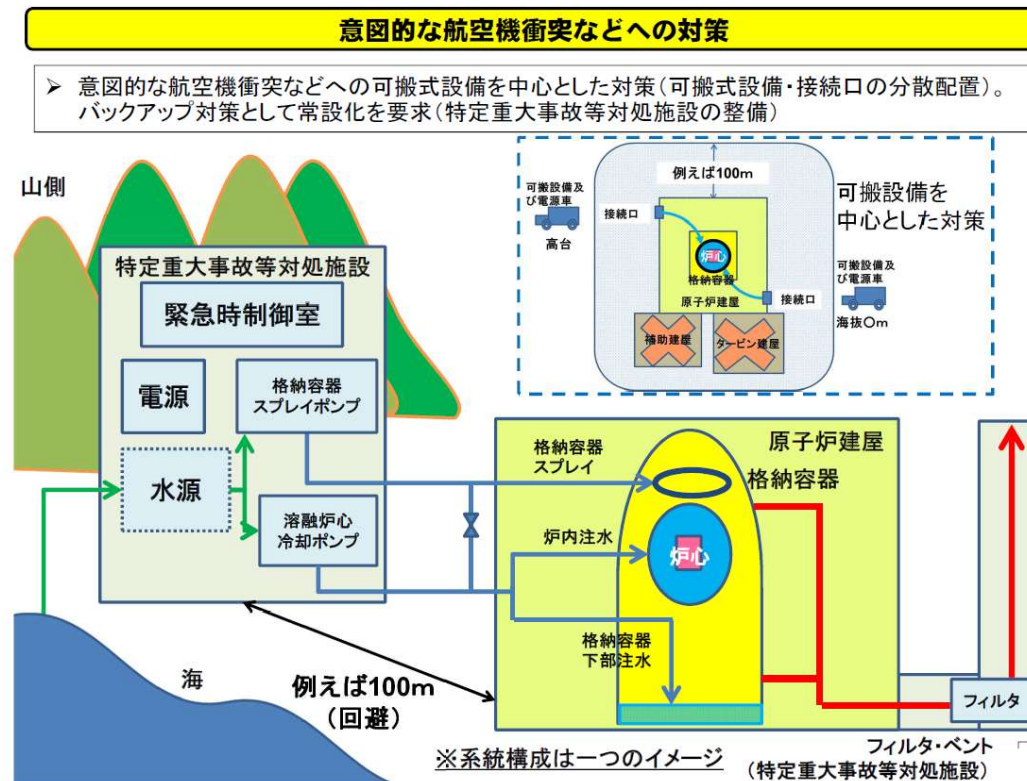 意図的な航空機衝突などへの対策
➢ 意図的な航空機衝突などへの可搬式設備を中心とした対策(可搬式設備・接続口の分散配置)。
バックアップ対策として常設化を要求(特定重大事故等対処施設の整備)
山側
特定重大事故等対処施設
緊急時制御室
電源
格納容器
スプレイポンプ
水源
溶融炉心
冷却ポンプ
海
例えば100m
(回避)
例えば100m
可搬設備及
び電源車
高台
接続口
炉心
格納容器
原子炉建屋
接続口
補助建屋
タービン建屋
可搬設備を
中心とした対策
可搬設備及
び電源車
海抜〇m
原子炉建屋
格納容器
格納容器
スプレイ
炉内注水
炉心
格納容器
下部注水
フィルタ
※系統構成は一つのイメージ
フィルタ・ベント
(特定重大事故等対処施設)